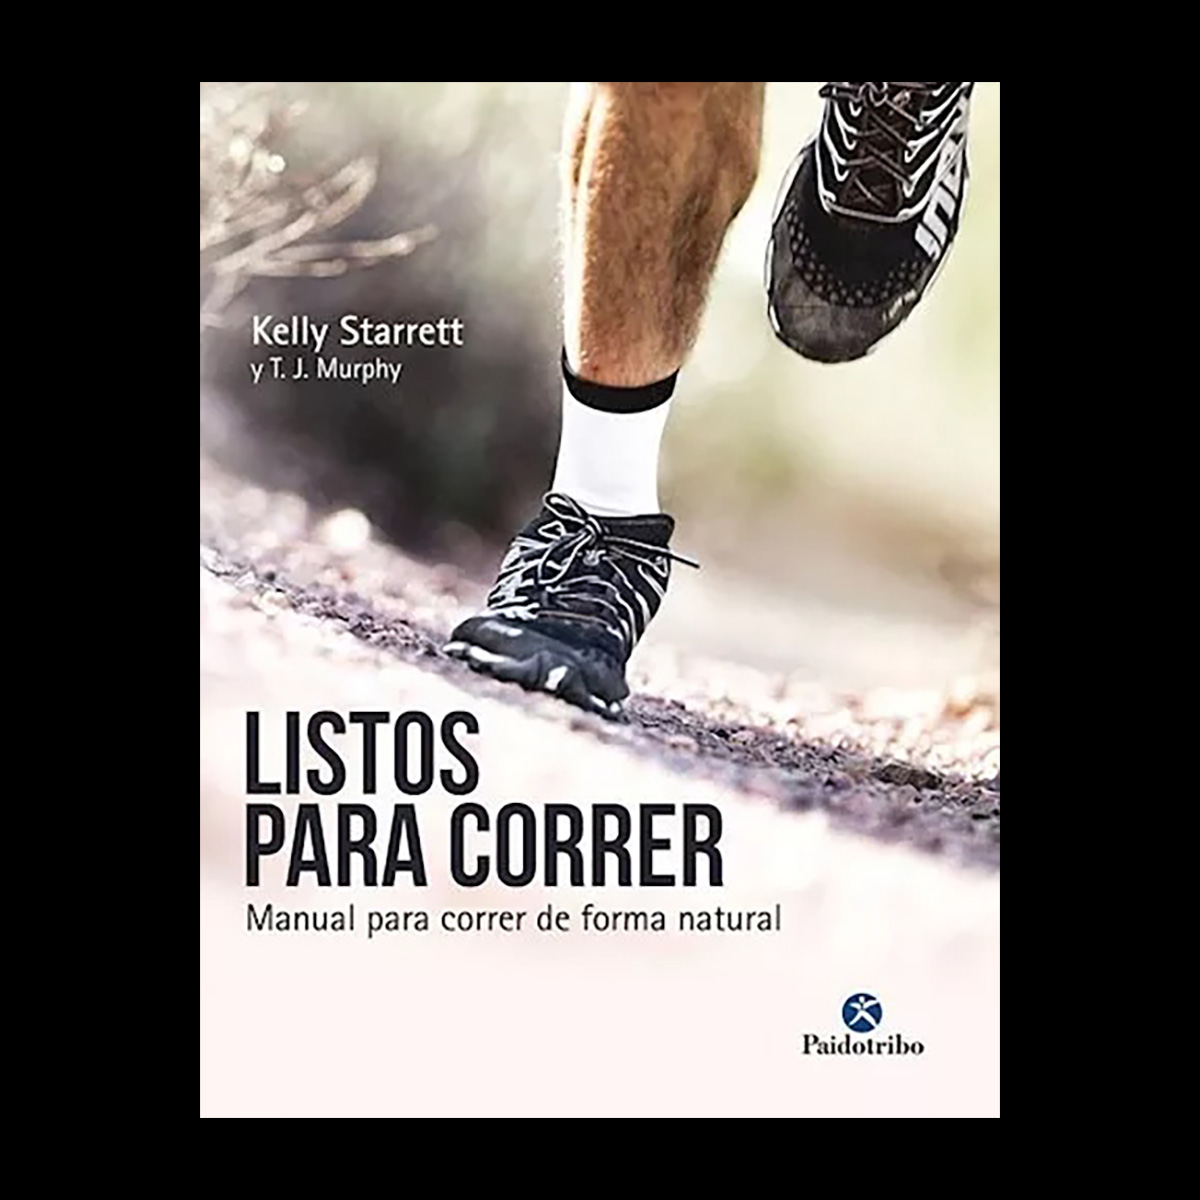 Kelly Starrett
y T. J. Murphy
LISTOS
PARA CORRER
Manual para correr de forma natural
Paidotribo